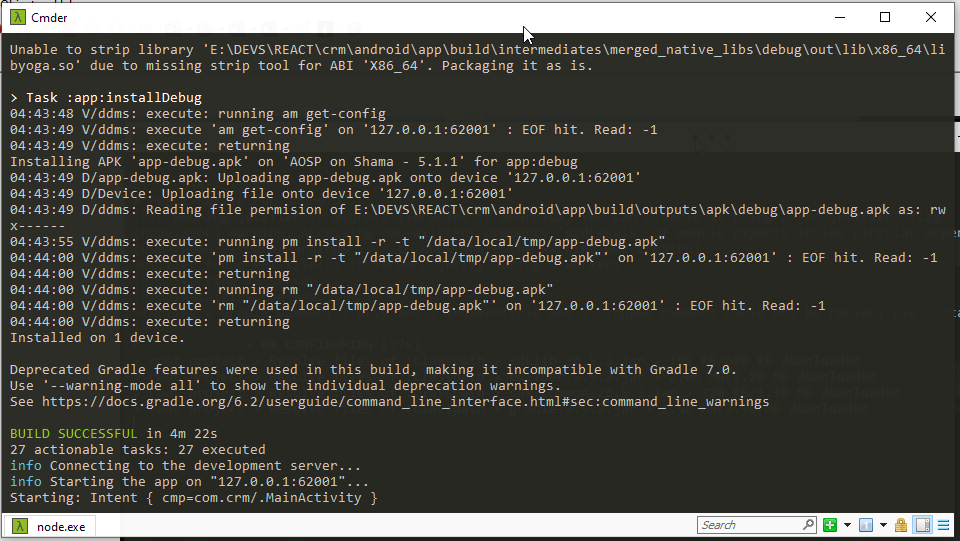 Cmder
Unable to strip library 'E:\DEVS\REACT\crm\android\app\build\intermediates\merged_native_libs\debug\out\lib\x86_64\li
byoga.so' due to missing strip tool for ABI 'X86_64'. Packaging it as is.
> Task :app:installDebug
04:43:48 V/ddms: execute: running am get-config
04:43:49 V/ddms: execute 'am get-config' on '127.0.0.1:62001' : EOF hit. Read: -1
04:43:49 V/ddms: execute: returning
Installing APK 'app-debug.apk' on 'AOSP on Shama - 5.1.1' for app:debug
04:43:49 D/app-debug.apk: Uploading app-debug.apk onto device '127.0.0.1:62001'
04:43:49 D/Device: Uploading file onto device '127.0.0.1:62001'
04:43:49 D/ddms: Reading file permision of E:\DEVS\REACT\crm\android\app\build\outputs\apk\debug\app-debug.apk as: rw
x------
04:43:55 V/ddms: execute: running pm install -r -t "/data/local/tmp/app-debug.apk"
04:44:00 V/ddms: execute 'pm install -r -t "/data/local/tmp/app-debug.apk"' on '127.0.0.1:62001' : EOF hit. Read: -1
04:44:00 V/ddms: execute: returning
04:44:00 V/ddms: execute: running rm "/data/local/tmp/app-debug.apk"
04:44:00 V/ddms: execute 'rm "/data/local/tmp/app-debug.apk"' on '127.0.0.1:62001' : EOF hit. Read: -1
04:44:00 V/ddms: execute: returning
Installed on 1 device.
Deprecated Gradle features were used in this build, making it incompatible with Gradle 7.0.
Use '--warning-mode all' to show the individual deprecation warnings.
See https://docs.gradle.org/6.2/userguide/command_line_interface.html#sec:command_line_warnings
BUILD SUCCESSFUL in 4m 22s
27 actionable tasks: 27 executed
info Connecting to the development server...
info Starting the app on "127.0.0.1:62001"...
Starting: Intent { cmp=com.crm/.MainActivity }
node.exe
Search